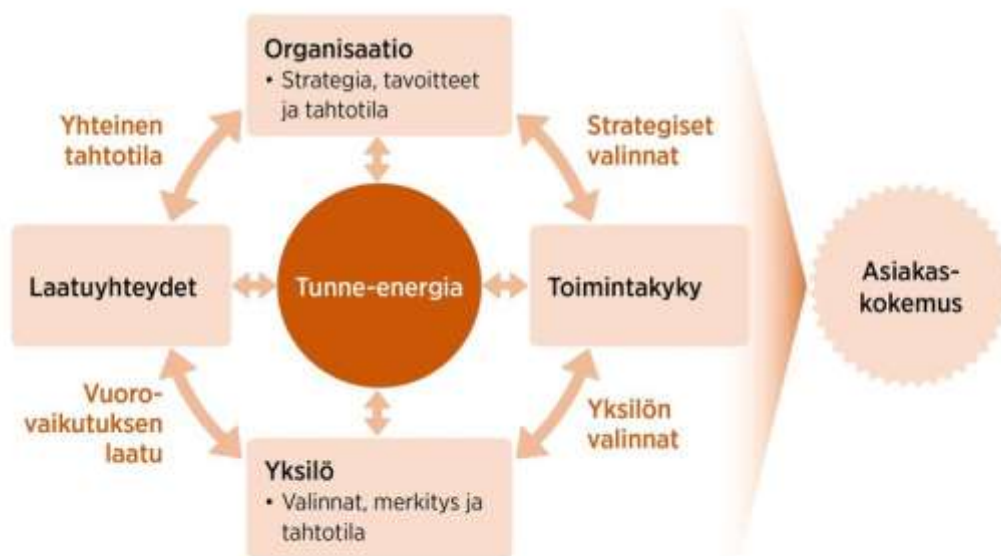 Organisaatio
• Strategia, tavoitteet
ja tahtotila
Yhteinen
tahtotila
Strategiset
valinnat
Laatuyhteydet
Tunne-energia
Toimintakyky
Asiakas-
kokemus
Vuoro-
vaikutuksen
laatu
Yksilön
valinnat
Yksilö
• Valinnat, merkitys ja
tahtotila